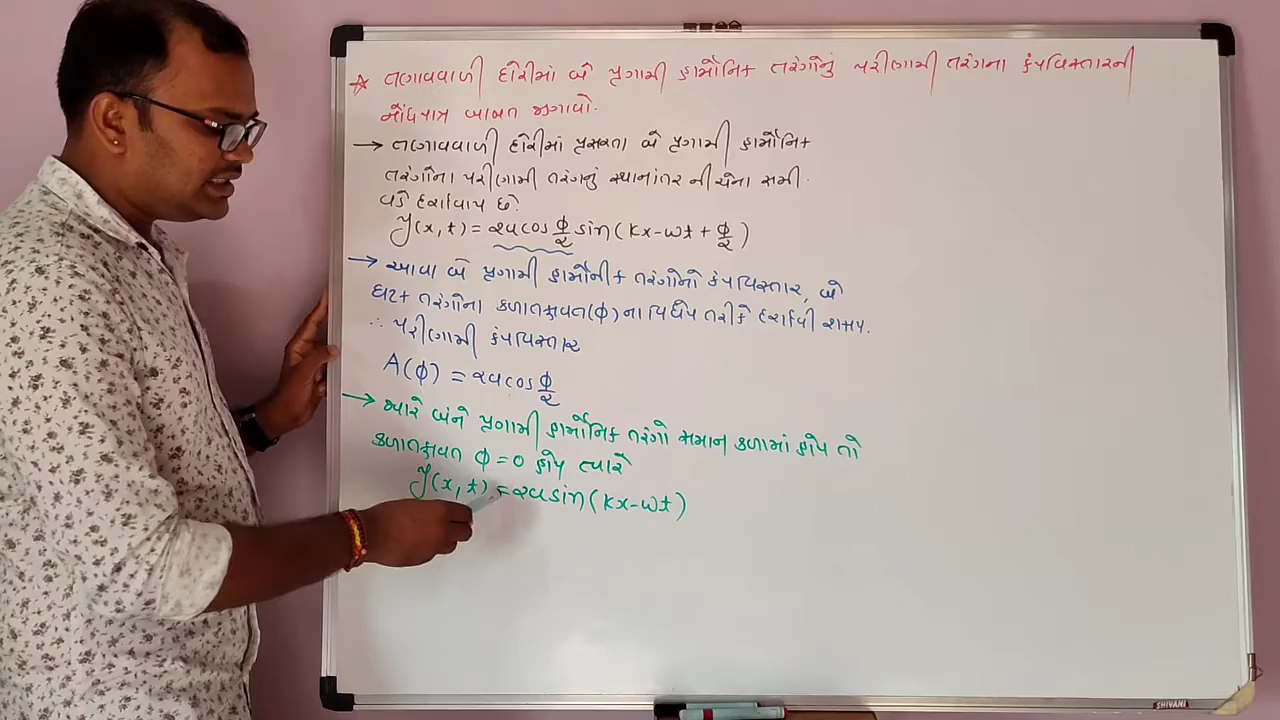 * તણાવવાળી દોરીમાં બે પ્રગામી હાર્મોનિક તરંગોનું પરીણામી તરંગના કંપવિસ્તારની
નોંધપાત્ર બાબત જણાવો.
→ તણાવવાળી દોરીમાં પ્રસરતા બે પ્રગામી હાર્મોનિક
તરંગોના પરીણામી તરંગનું સ્થાનાંતર નીચેના સમી.
વડે દર્શાવાય છે.
y(x, t) = 2a cos ϕ/2 sin(kx-ωt + ϕ/2)
→ આવા બે પ્રગામી હાર્મોનીક તરંગોનો કંપવિસ્તાર, બે
ઘટક તરંગોના કળાતફાવત(ϕ)ના વિધેય તરીકે દર્શાવી શકાય.
∴ પરીણામી કંપવિસ્તાર
A(ϕ) = 2a cos ϕ/2
→ જ્યારે બંને પ્રગામી હાર્મોનિક તરંગો સમાન કળામાં હોય તો
કળાતફાવત ϕ = 0 હોય ત્યારે
y(x, t) = 2a sin(kx-ωt)
SHIVANI